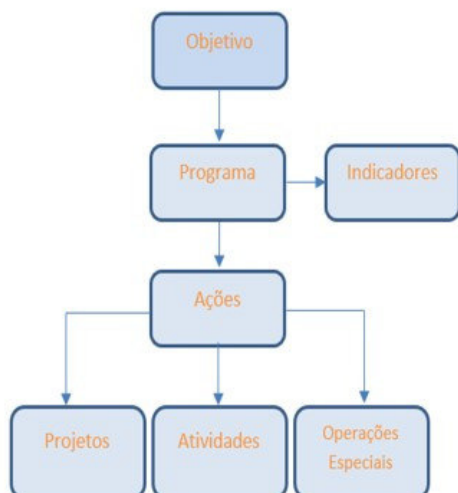 Objetivo
Programa
Indicadores
Ações
Projetos
Atividades
Operações
Especiais